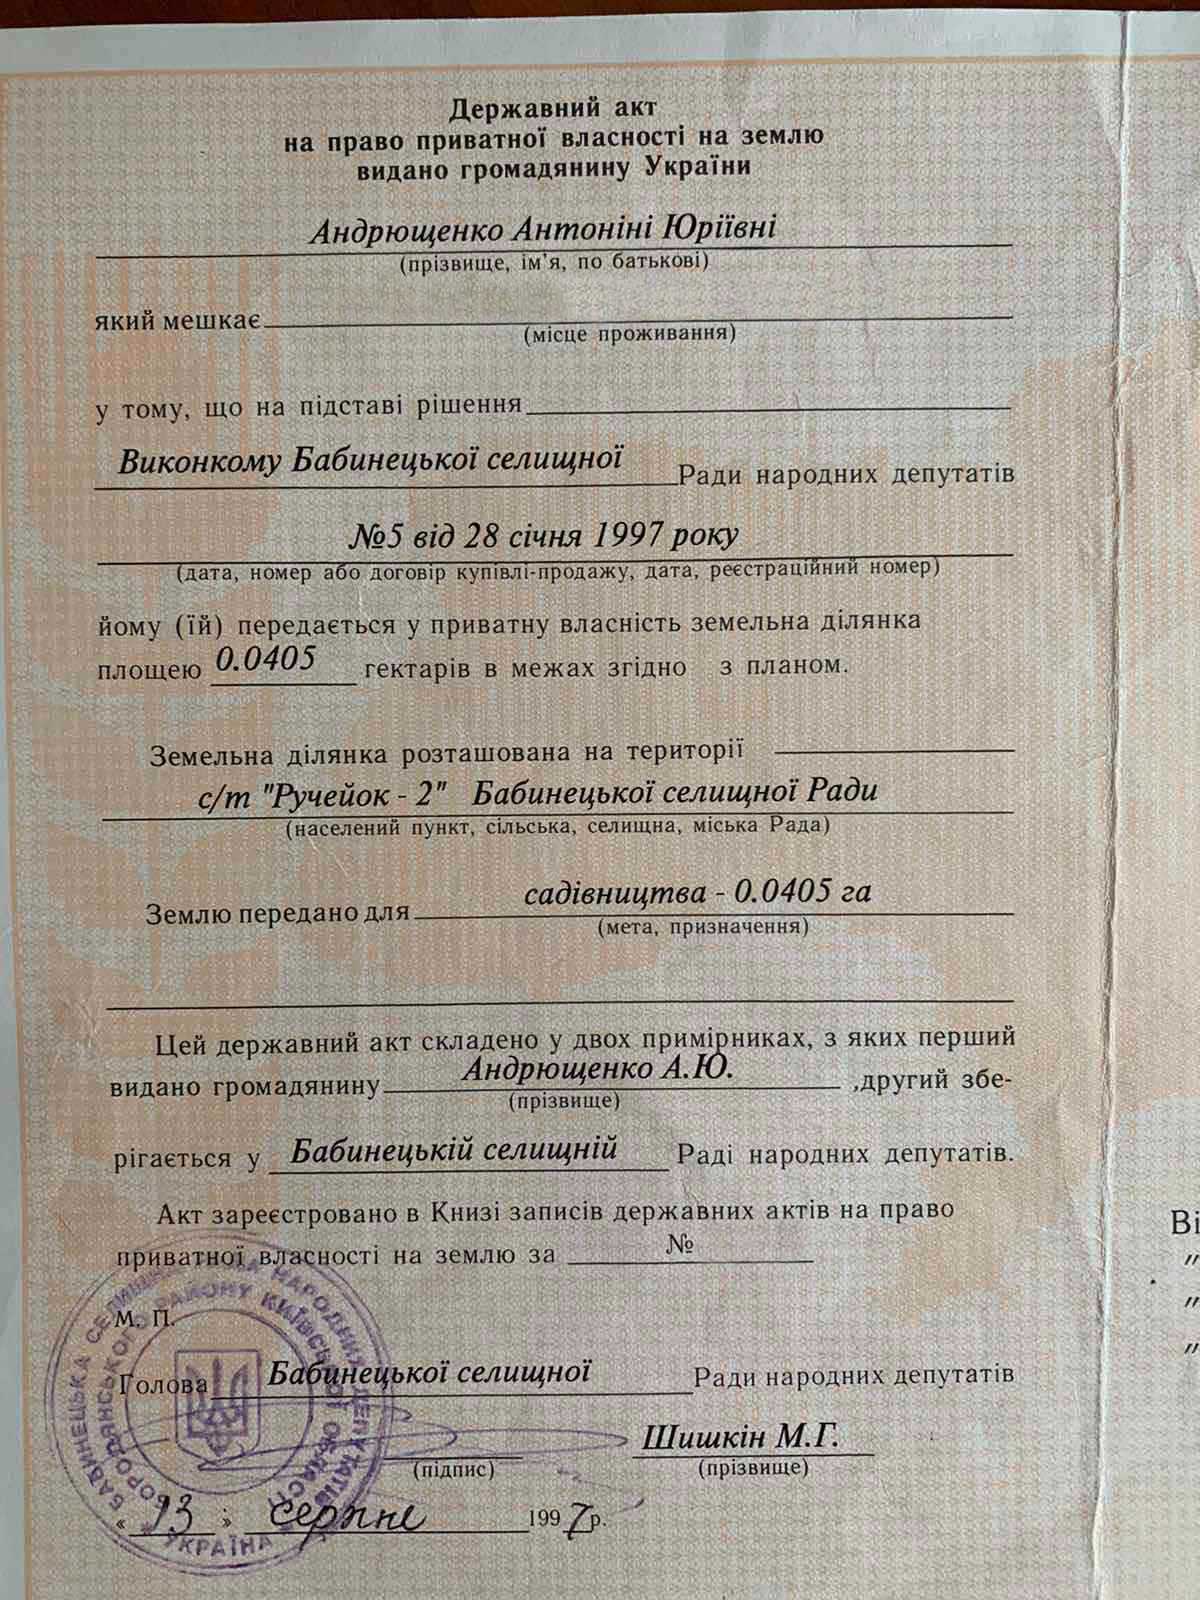 Державний акт
на право приватної власності на землю
видано громадянину України
Андрющенко Антоніні Юріївні
(прізвище, ім'я, по батькові)
який мешкає
(місце проживання)
у тому, що на підставі рішення
Виконкому Бабинецької селищної Ради народних депутатів
№5 від 28 січня 1997 року
(дата, номер або договір купівлі-продажу, дата, реєстраційний номер)
йому (їй) передається у приватну власність земельна ділянка
площею 0.0405 гектарів в межах згідно з планом.
Земельна ділянка розташована на території
с/т "Ручейок - 2" Бабинецької селищної Ради
(населений пункт, сільська, селищна, міська Рада)
садівництва - 0.0405 га
Землю передано для
(мета, призначення)
Цей державний акт складено у двох примірниках, з яких перший
видано громадянину Андрющенко А.Ю. ,другий збе-
(прізвище)
рігається у Бабинецькій селищній Раді народних депутатів.
Акт зареєстровано в Книзі записів державних актів на право
приватної власності на землю за №
М. П.
Голова Бабинецької селищної Ради народних депутатів
Шишкін М.Г.
(підпис) (прізвище)
« 13 » серпне 1997 р.
БАБИНЕЦЬКА СЕЛИЩНА РАДА НАРОДНИХ ДЕПУТАТІВ
БОРОДЯНСЬКОГО РАЙОНУ КИЇВСЬКОЇ ОБЛАСТІ
* УКРАЇНА *
Ві
"
"
"